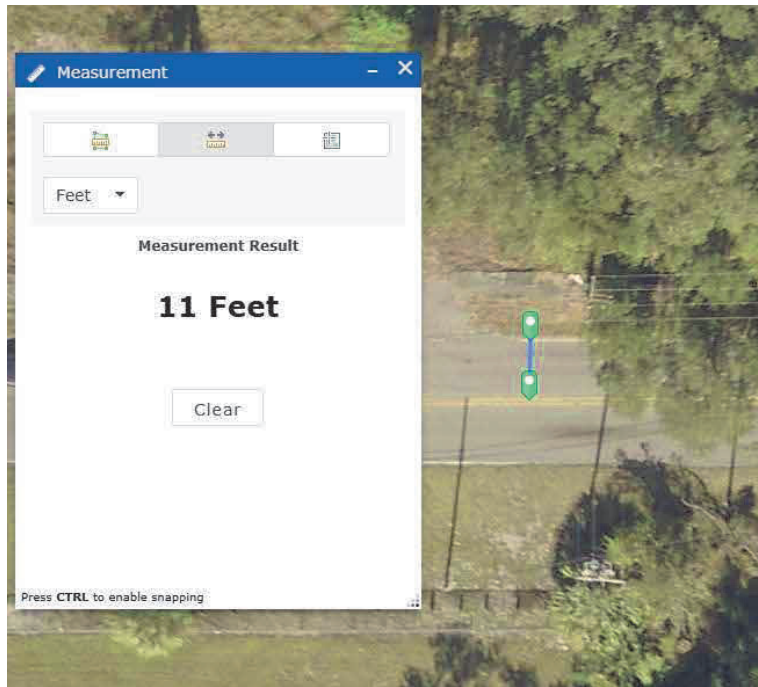 Measurement
Feet
Measurement Result
11 Feet
Clear
Press CTRL to enable snapping